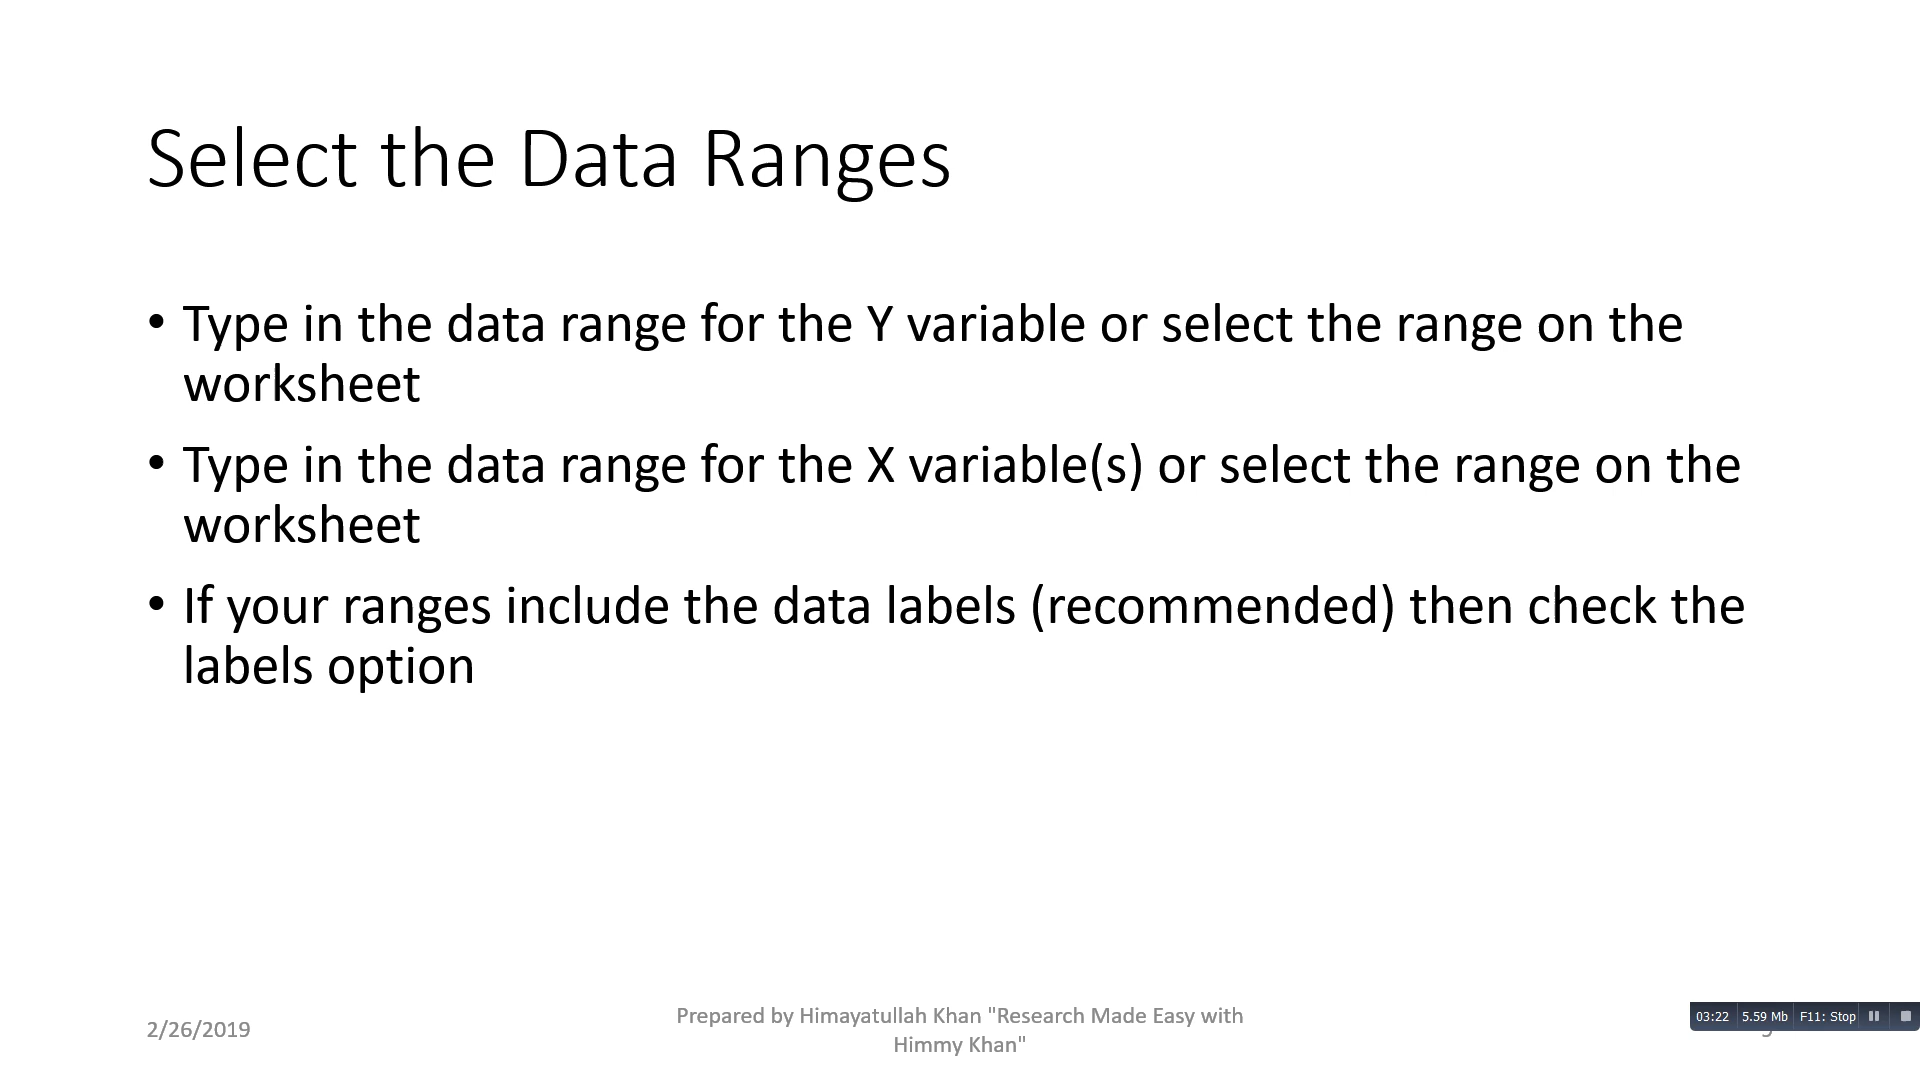 Select the Data Ranges
• Type in the data range for the Y variable or select the range on the
worksheet
• Type in the data range for the X variable(s) or select the range on the
worksheet
• If your ranges include the data labels (recommended) then check the
labels option
2/26/2019
Prepared by Himayatullah Khan "Research Made Easy with
Himmy Khan"
03:22 5.59 Mb F11: Stop